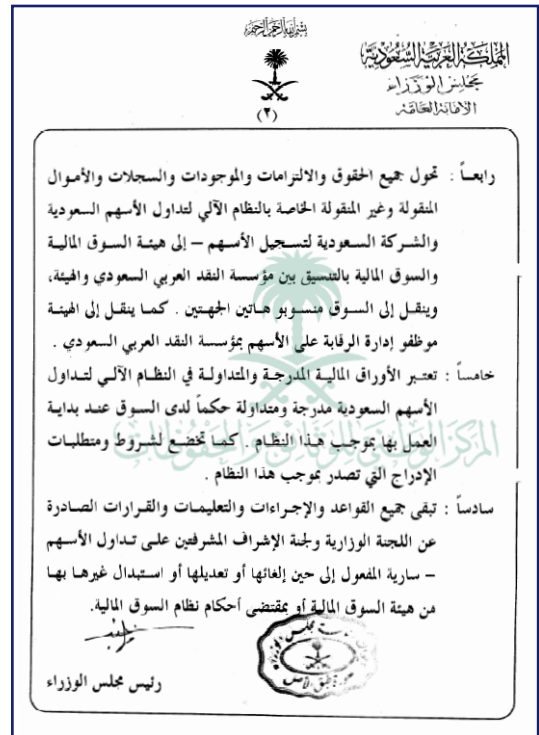 بسم الله الرحمن الرحيم
المملكة العربية السعودية
مجلس الوزراء
الأمانة العامة
(٢)
رابعاً : تحول جميع الحقوق والالتزامات والموجودات والسجلات والأموال
المنقولة وغير المنقولة الخاصة بالنظام الآلي لتداول الأسهم السعودية
والشركة السعودية لتسجيل الأسهم – إلى هيئة السوق المالية
والسوق المالية بالتنسيق بين مؤسسة النقد العربي السعودي والهيئة،
وينقل إلى السوق منسوبو هاتين الجهتين . كما ينقل إلى الهيئة
موظفو إدارة الرقابة على الأسهم بمؤسسة النقد العربي السعودي .
خامساً : تعتبر الأوراق المالية المدرجة والمتداولة في النظام الآلي لتداول
الأسهم السعودية مدرجة ومتداولة حكماً لدى السوق عند بداية
العمل بها بموجب هذا النظام . كما تخضع لشروط ومتطلبات
الإدراج التي تصدر بموجب هذا النظام .
المركز الوطني للوثائق والمحفوظات
سادساً : تبقى جميع القواعد والإجراءات والتعليمات والقرارات الصادرة
عن اللجنة الوزارية ولجنة الإشراف المشرفتين على تداول الأسهم
– سارية المفعول إلى حين إلغائها أو تعديلها أو استبدال غيرها بها
من هيئة السوق المالية أو بمقتضى أحكام نظام السوق المالية.
رئيس مجلس الوزراء